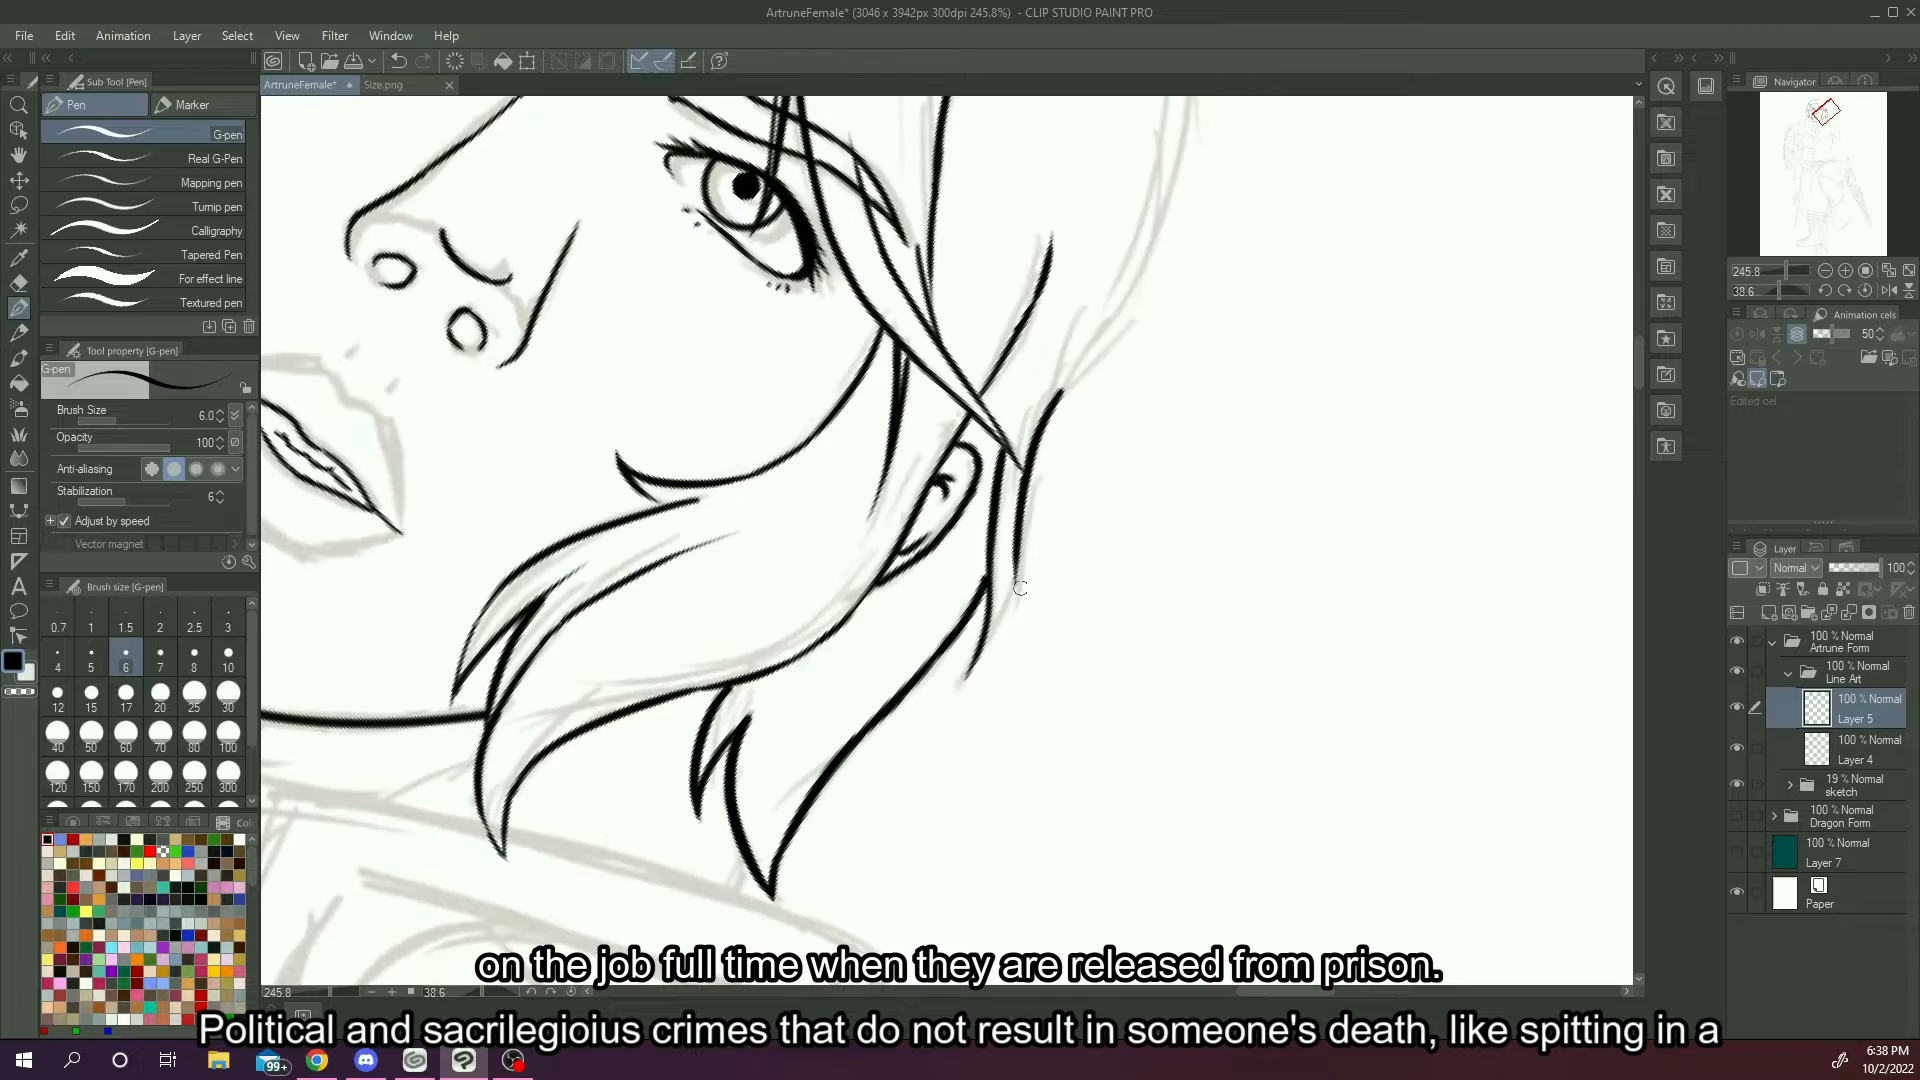 ArtruneFemale* (3046 x 3942px 300dpi 245.8%) - CLIP STUDIO PAINT PRO
File Edit Animation Layer Select View Filter Window Help
Sub Tool [Pen]
ArtruneFemale* Size.png
Pen Marker
G-pen
Real G-Pen
Mapping pen
Turnip pen
Calligraphy
Tapered Pen
For effect line
Textured pen
Tool property [G-pen]
G-pen
Brush Size 6.0
Opacity 100
Anti-aliasing
Stabilization 6
Adjust by speed
Vector magnet
Brush size [G-pen]
0.7 1 1.5 2 2.5 3
4 5 6 7 8 10
12 15 17 20 25 30
40 50 60 70 80 100
120 150 170 200 250 300
Navigator
245.8
38.6
Animation cels
50
Edited cel
Layer
Normal 100
100 % Normal
Artrune Form
100 % Normal
Line Art
100 % Normal
Layer 5
100 % Normal
Layer 4
19 % Normal
sketch
100 % Normal
Dragon Form
100 % Normal
Layer 7
Paper
245.8 38.6
on the job full time when they are released from prison.
Political and sacrilegioius crimes that do not result in someone's death, like spitting in a
99+
6:38 PM
10/2/2022